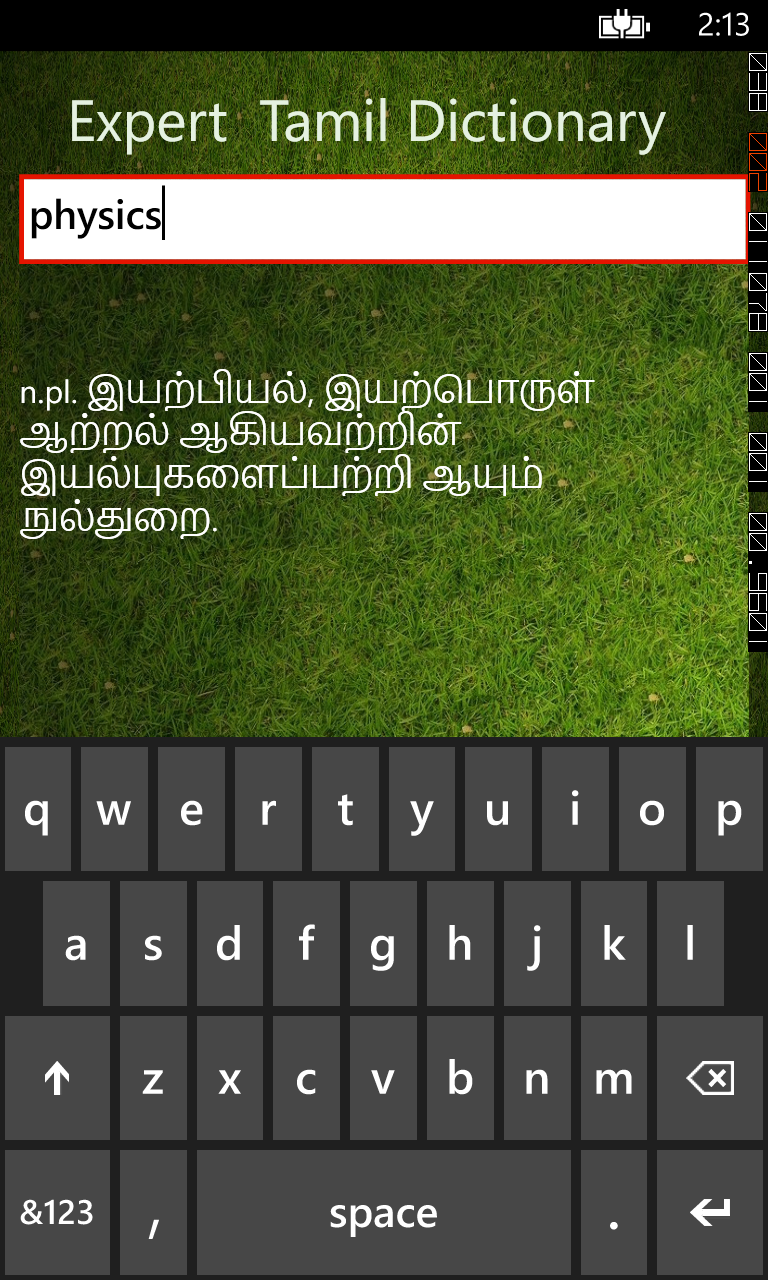 2:13
Expert Tamil Dictionary
physics
n.pl. இயற்பியல், இயற்பொருள்
ஆற்றல் ஆகியவற்றின்
இயல்புகளைப்பற்றி ஆயும்
நுல்துறை.
q w e r t y u i o p
a s d f g h j k l
z x c v b n m
&123 , space .